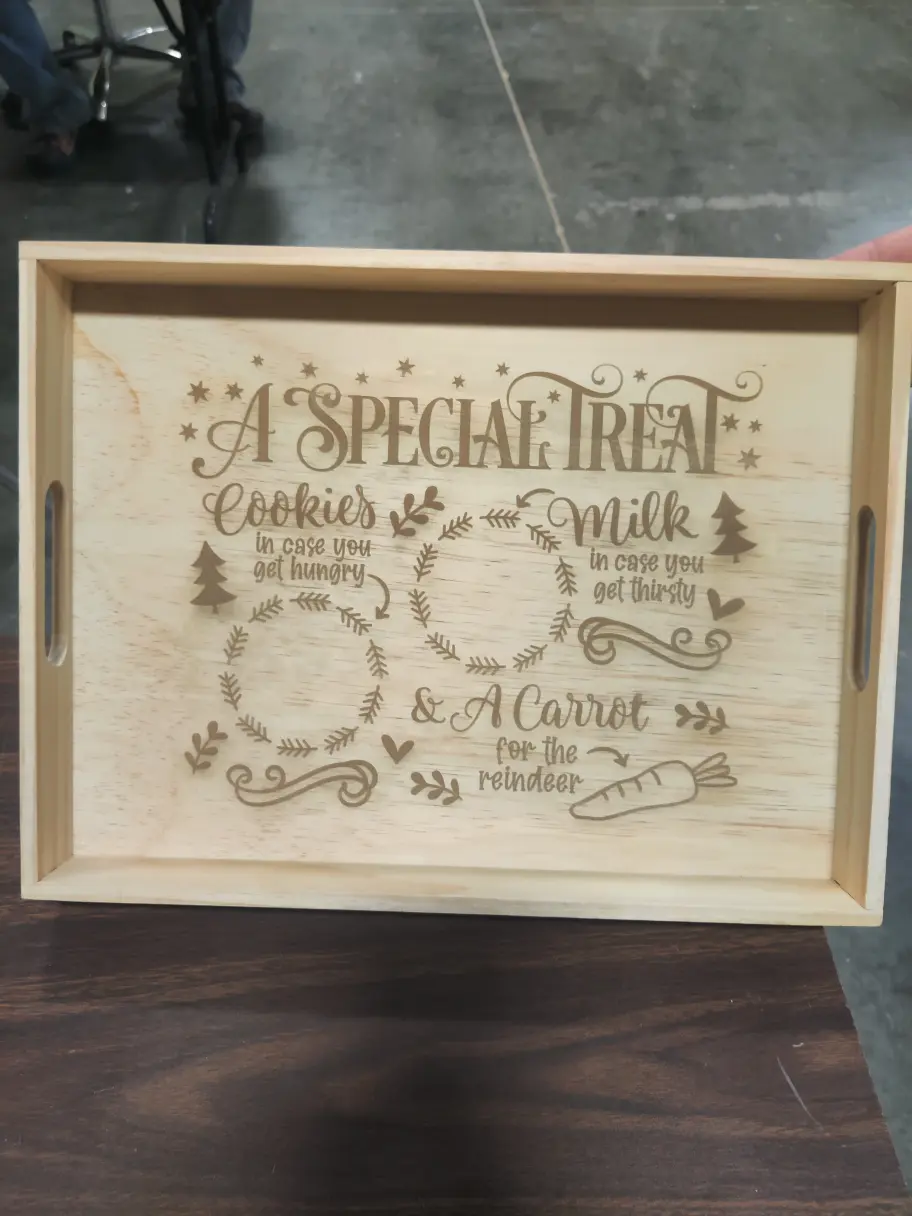 A SPECIAL TREAT
Cookies
in case you
get hungry
Milk
in case you
get thirsty
& A Carrot
for the
reindeer